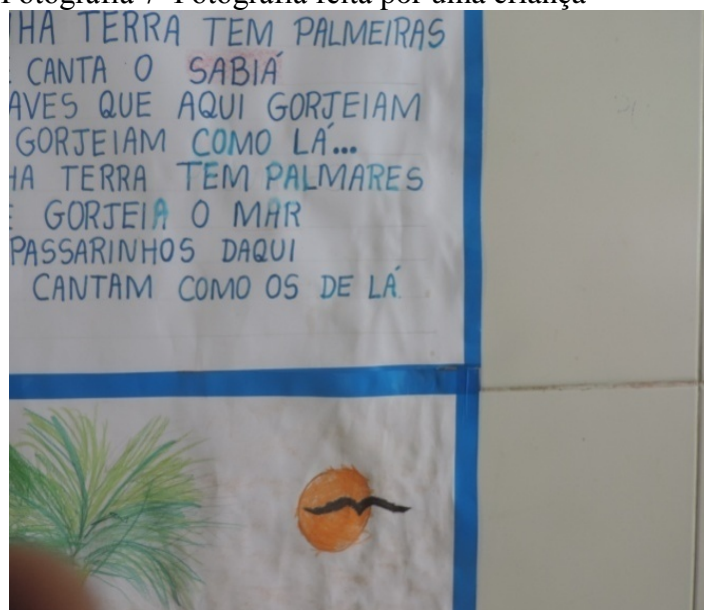 Fotografia 7 Fotografia feita por uma criança
HA TERRA TEM PALMEIRAS
E CANTA O SABIÁ
AVES QUE AQUI GORJEIAM
GORJEIAM COMO LÁ...
HA TERRA TEM PALMARES
E GORJEIA O MAR
PASSARINHOS DAQUI
CANTAM COMO OS DE LÁ